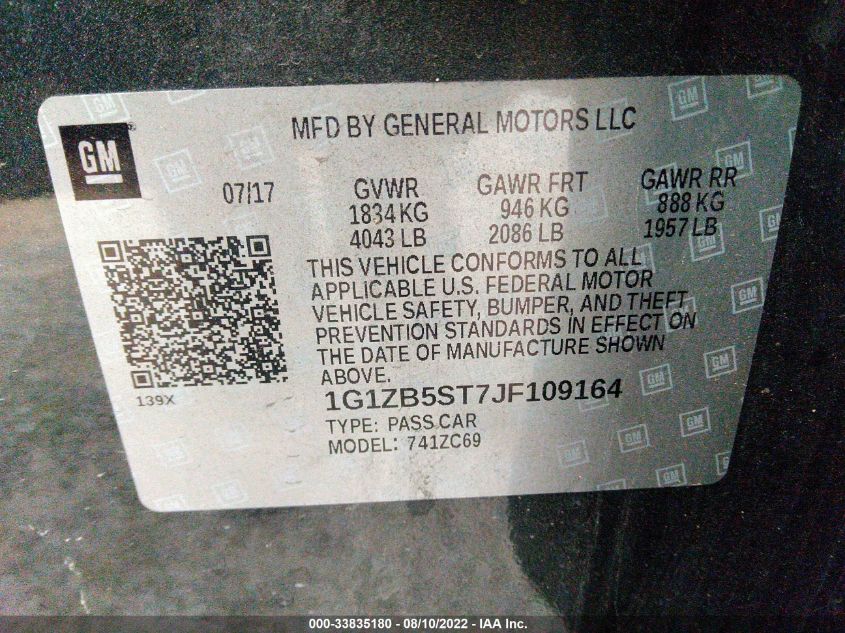 MFD BY GENERAL MOTORS LLC
GM
07/17 GVWR GAWR FRT GAWR RR
1834 KG 946 KG 888 KG
4043 LB 2086 LB 1957 LB
THIS VEHICLE CONFORMS TO ALL
APPLICABLE U.S. FEDERAL MOTOR
VEHICLE SAFETY, BUMPER, AND THEFT
PREVENTION STANDARDS IN EFFECT ON
THE DATE OF MANUFACTURE SHOWN
ABOVE.
139X
1G1ZB5ST7JF109164
TYPE: PASS CAR
MODEL: 741ZC69
000-33835180 - 08/10/2022 - IAA Inc.